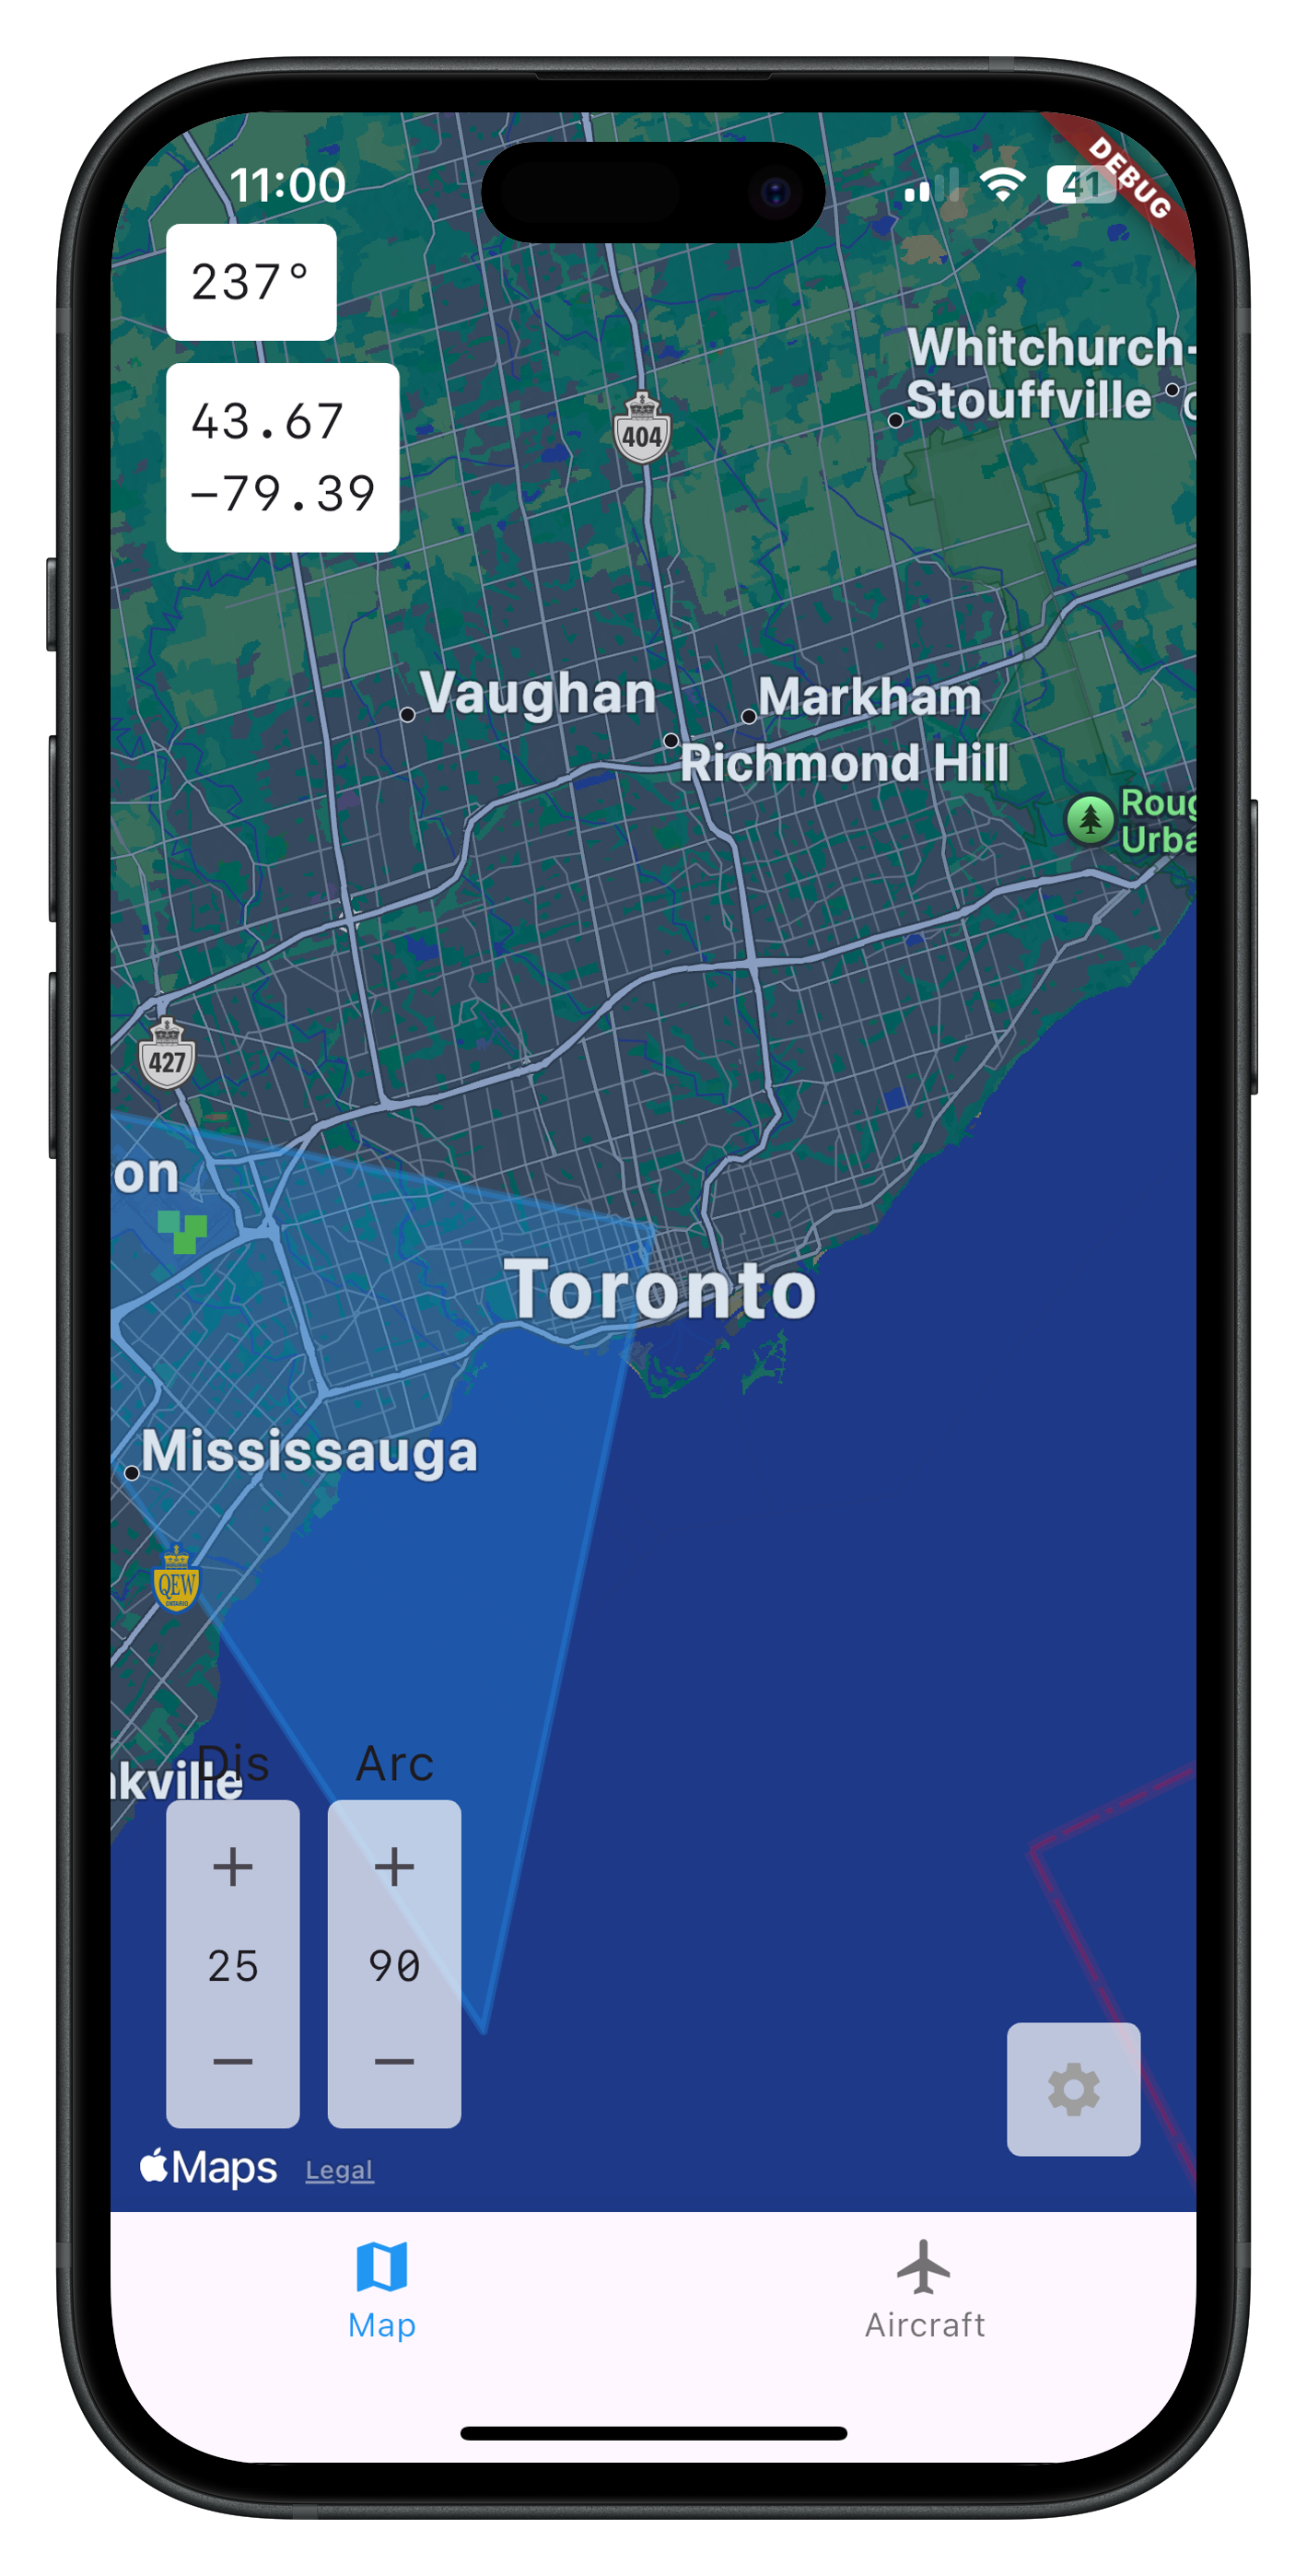 11:00
41
DEBUG
237°
43.67
-79.39
Whitchurch-
Stouffville
404
Vaughan
Markham
Richmond Hill
Roug
Urba
427
on
Toronto
Mississauga
QEW
ONTARIO
Dis
Arc
kville
+
+
25
90
−
−
Maps
Legal
Map
Aircraft